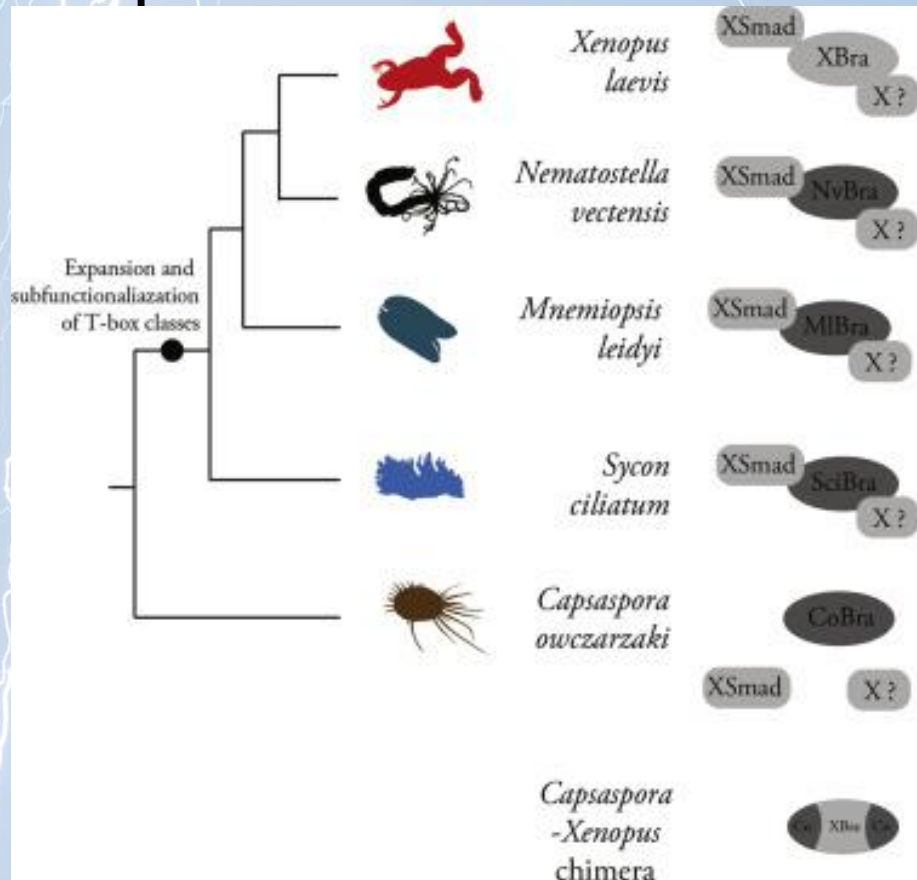 Xenopus
laevis
XSmad
XBra
X ?
Nematostella
vectensis
XSmad
NvBra
X ?
Expansion and
subfunctionaliazation
of T-box classes
Mnemiopsis
leidyi
XSmad
MlBra
X ?
Sycon
ciliatum
XSmad
SciBra
X ?
Capsaspora
owczarzaki
CoBra
XSmad
X ?
Capsaspora
-Xenopus
chimera
Co
XBra
Co